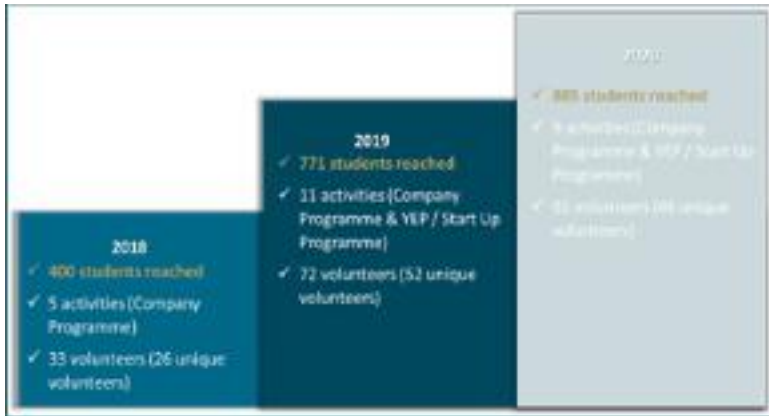 2018
✓ 400 students reached
✓ 5 activities (Company
Programme)
✓ 33 volunteers (26 unique
volunteers)
2019
✓ 771 students reached
✓ 11 activities (Company
Programme & YEP / Start Up
Programme)
✓ 72 volunteers (52 unique
volunteers)
2020
✓ students reached
✓ activities (Company
Programme & YEP / Start Up
Programme)
✓ volunteers unique
volunteers)